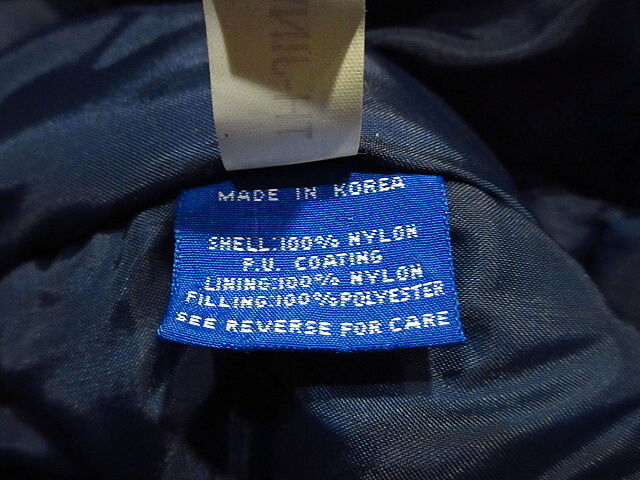 MADE IN KOREA
SHELL:100% NYLON
P.U. COATING
LINING:100% NYLON
FILLING:100%POLYESTER
SEE REVERSE FOR CARE